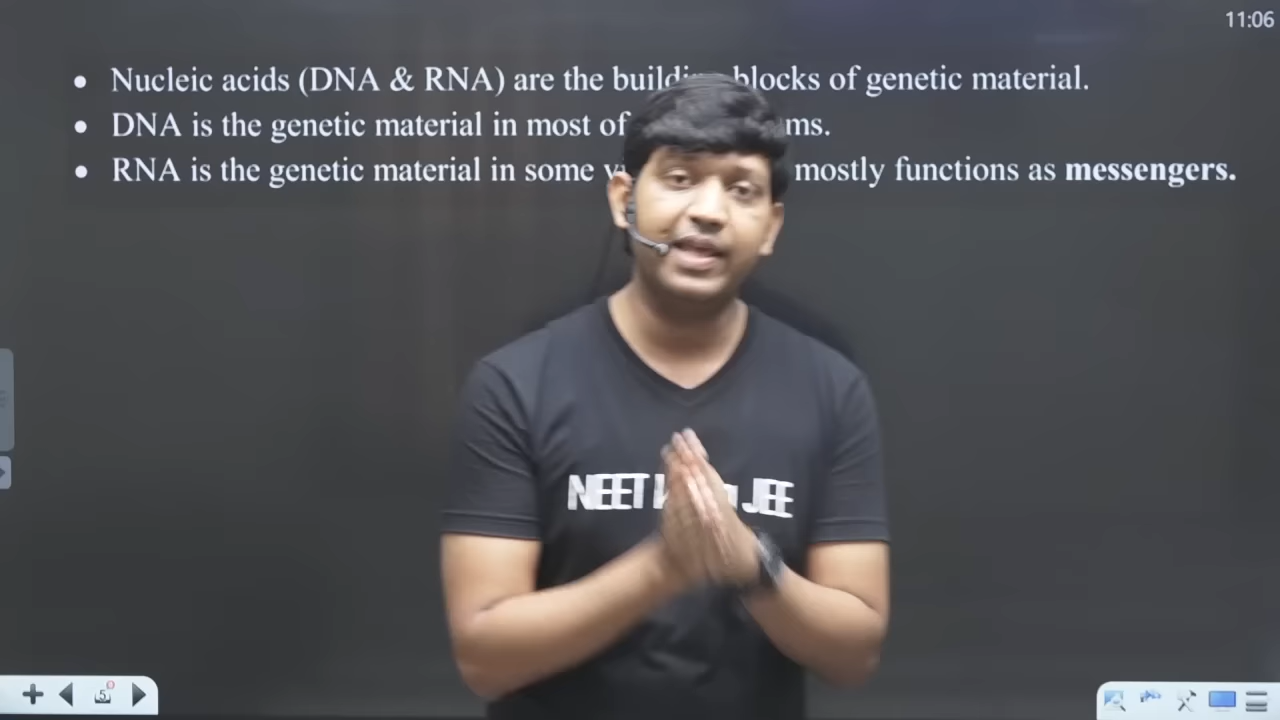 11:06
• Nucleic acids (DNA & RNA) are the building blocks of genetic material.
• DNA is the genetic material in most of ms.
• RNA is the genetic material in some mostly functions as messengers.
NEET JEE
5